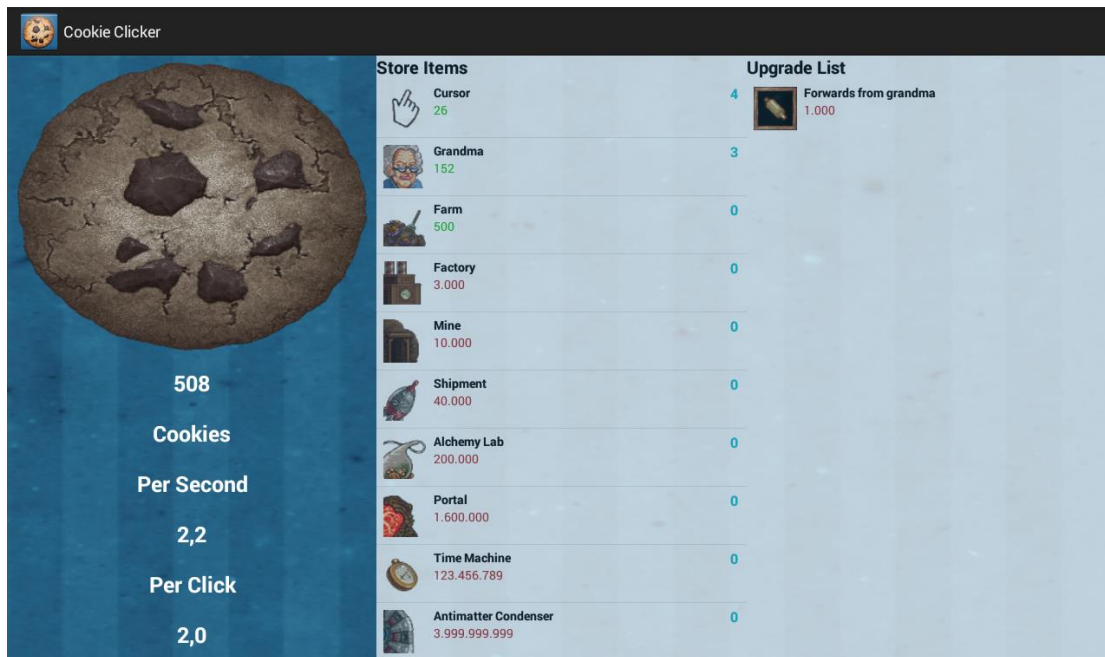 Cookie Clicker
508
Cookies
Per Second
2,2
Per Click
2,0
Store Items
Cursor 4
26
Grandma 3
152
Farm 0
500
Factory 0
3.000
Mine 0
10.000
Shipment 0
40.000
Alchemy Lab 0
200.000
Portal 0
1.600.000
Time Machine 0
123.456.789
Antimatter Condenser 0
3.999.999.999
Upgrade List
Forwards from grandma
1.000